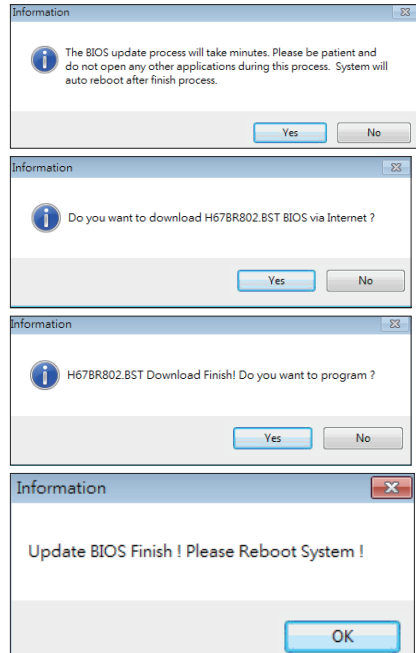 Information
The BIOS update process will take minutes. Please be patient and
do not open any other applications during this process. System will
auto reboot after finish process.
Yes
No
Information
Do you want to download H67BR802.BST BIOS via Internet ?
Yes
No
Information
H67BR802.BST Download Finish! Do you want to program ?
Yes
No
Information
Update BIOS Finish ! Please Reboot System !
OK